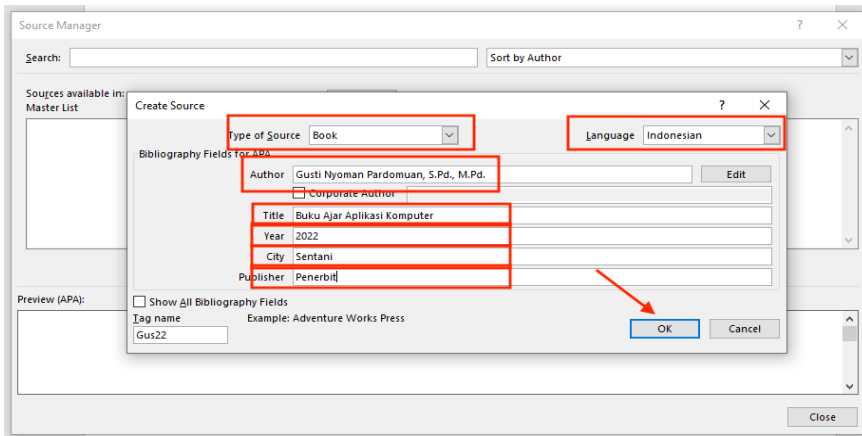 Source Manager ? ×
Search: Sort by Author
Sources available in:
Master List
Create Source ? ×
Type of Source Book Language Indonesian
Bibliography Fields for APA
Author Gusti Nyoman Pardomuan, S.Pd., M.Pd. Edit
Corporate Author
Title Buku Ajar Aplikasi Komputer
Year 2022
City Sentani
Publisher Penerbit
Preview (APA):
Show All Bibliography Fields
Tag name Example: Adventure Works Press
Gus22
OK Cancel
Close